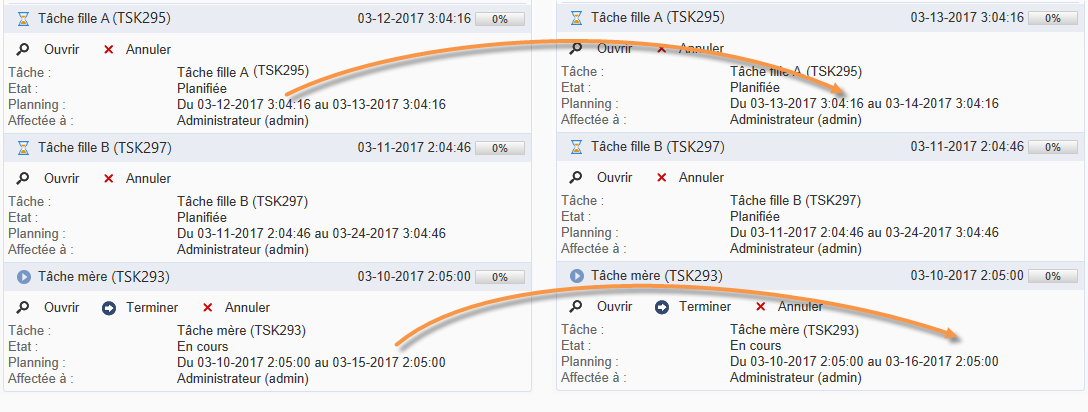 Tâche fille A (TSK295) 03-12-2017 3:04:16 0%
Ouvrir Annuler
Tâche : Tâche fille A (TSK295)
Etat : Planifiée
Planning : Du 03-12-2017 3:04:16 au 03-13-2017 3:04:16
Affectée à : Administrateur (admin)
Tâche fille B (TSK297) 03-11-2017 2:04:46 0%
Ouvrir Annuler
Tâche : Tâche fille B (TSK297)
Etat : Planifiée
Planning : Du 03-11-2017 2:04:46 au 03-24-2017 3:04:46
Affectée à : Administrateur (admin)
Tâche mère (TSK293) 03-10-2017 2:05:00 0%
Ouvrir Terminer Annuler
Tâche : Tâche mère (TSK293)
Etat : En cours
Planning : Du 03-10-2017 2:05:00 au 03-15-2017 2:05:00
Affectée à : Administrateur (admin)
Tâche fille A (TSK295) 03-13-2017 3:04:16 0%
Ouvrir Annuler
Tâche : Tâche fille A (TSK295)
Etat : Planifiée
Planning : Du 03-13-2017 3:04:16 au 03-14-2017 3:04:16
Affectée à : Administrateur (admin)
Tâche fille B (TSK297) 03-11-2017 2:04:46 0%
Ouvrir Annuler
Tâche : Tâche fille B (TSK297)
Etat : Planifiée
Planning : Du 03-11-2017 2:04:46 au 03-24-2017 3:04:46
Affectée à : Administrateur (admin)
Tâche mère (TSK293) 03-10-2017 2:05:00 0%
Ouvrir Terminer Annuler
Tâche : Tâche mère (TSK293)
Etat : En cours
Planning : Du 03-10-2017 2:05:00 au 03-16-2017 2:05:00
Affectée à : Administrateur (admin)